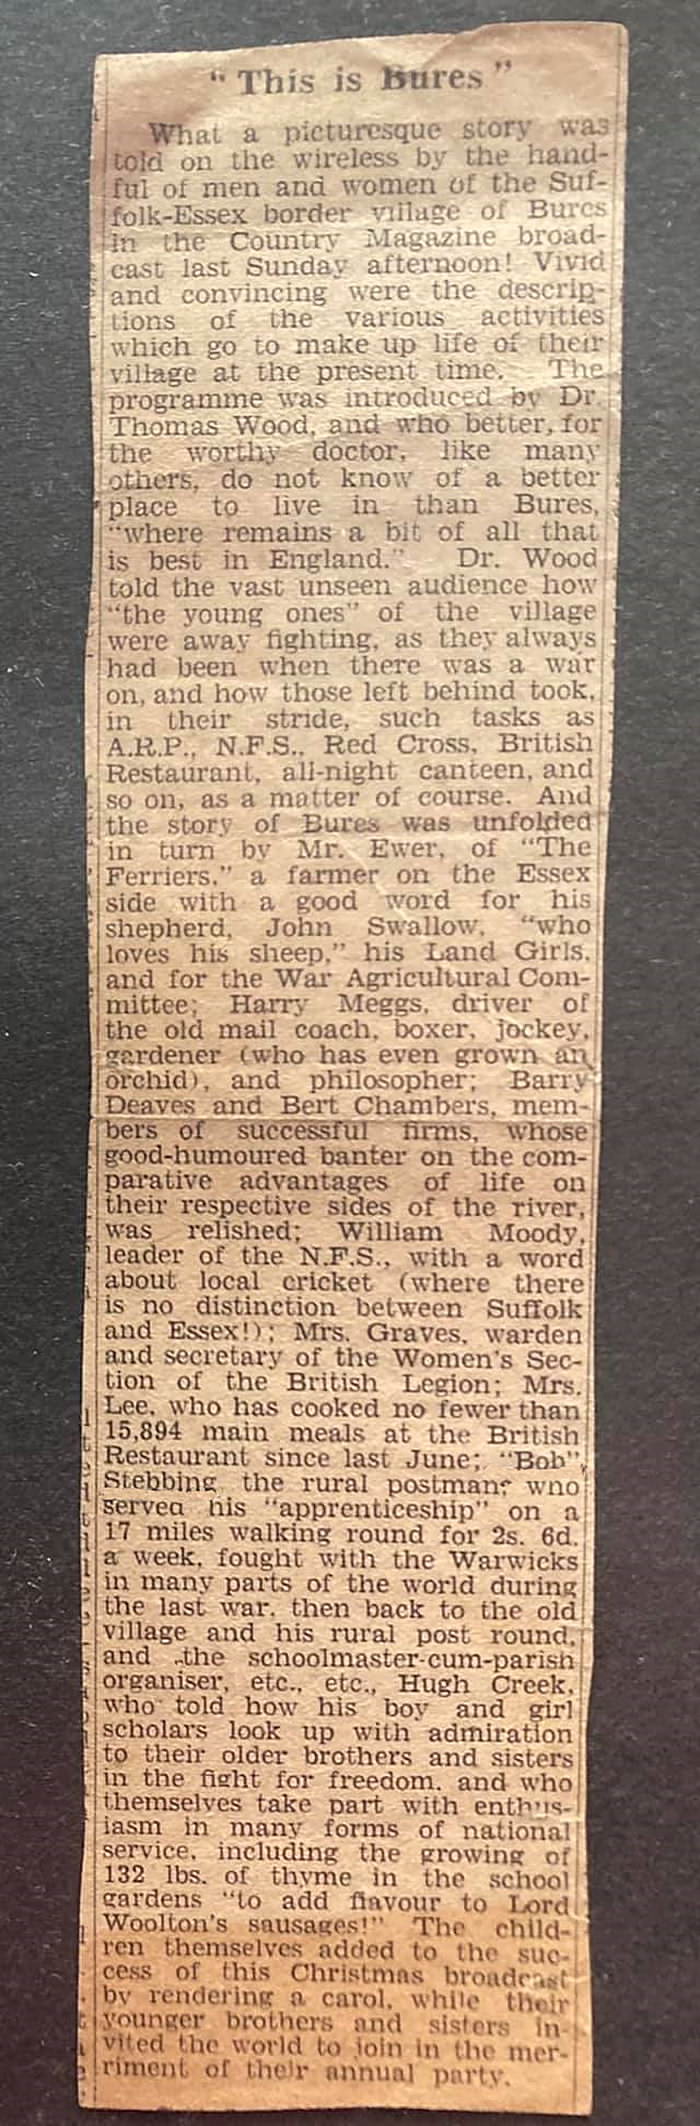 " This is Bures "
What a picturesque story was
told on the wireless by the hand-
ful of men and women of the Suf-
folk-Essex border village of Bures
in the Country Magazine broad-
cast last Sunday afternoon! Vivid
and convincing were the descrip-
tions of the various activities
which go to make up life of their
village at the present time. The
programme was introduced by Dr.
Thomas Wood, and who better, for
the worthy doctor, like many
others, do not know of a better
place to live in than Bures,
"where remains a bit of all that
is best in England." Dr. Wood
told the vast unseen audience how
"the young ones" of the village
were away fighting, as they always
had been when there was a war
on, and how those left behind took,
in their stride, such tasks as
A.R.P., N.F.S., Red Cross, British
Restaurant, all-night canteen, and
so on, as a matter of course. And
the story of Bures was unfolded
in turn by Mr. Ewer, of "The
Ferriers," a farmer on the Essex
side with a good word for his
shepherd, John Swallow, "who
loves his sheep," his Land Girls,
and for the War Agricultural Com-
mittee; Harry Meggs, driver of
the old mail coach, boxer, jockey,
gardener (who has even grown an
orchid), and philosopher; Barry
Deaves and Bert Chambers, mem-
bers of successful firms, whose
good-humoured banter on the com-
parative advantages of life on
their respective sides of the river,
was relished; William Moody,
leader of the N.F.S., with a word
about local cricket (where there
is no distinction between Suffolk
and Essex!); Mrs. Graves, warden
and secretary of the Women's Sec-
tion of the British Legion; Mrs.
Lee, who has cooked no fewer than
15,894 main meals at the British
Restaurant since last June; "Bob"
Stebbing the rural postman, who
served his "apprenticeship" on a
17 miles walking round for 2s. 6d.
a week, fought with the Warwicks
in many parts of the world during
the last war, then back to the old
village and his rural post round,
and the schoolmaster-cum-parish
organiser, etc., etc., Hugh Creek,
who told how his boy and girl
scholars look up with admiration
to their older brothers and sisters
in the fight for freedom, and who
themselves take part with enthus-
iasm in many forms of national
service, including the growing of
132 lbs. of thyme in the school
gardens "to add flavour to Lord
Woolton's sausages!" The child-
ren themselves added to the suc-
cess of this Christmas broadcast
by rendering a carol, while their
younger brothers and sisters in-
vited the world to join in the mer-
riment of their annual party.